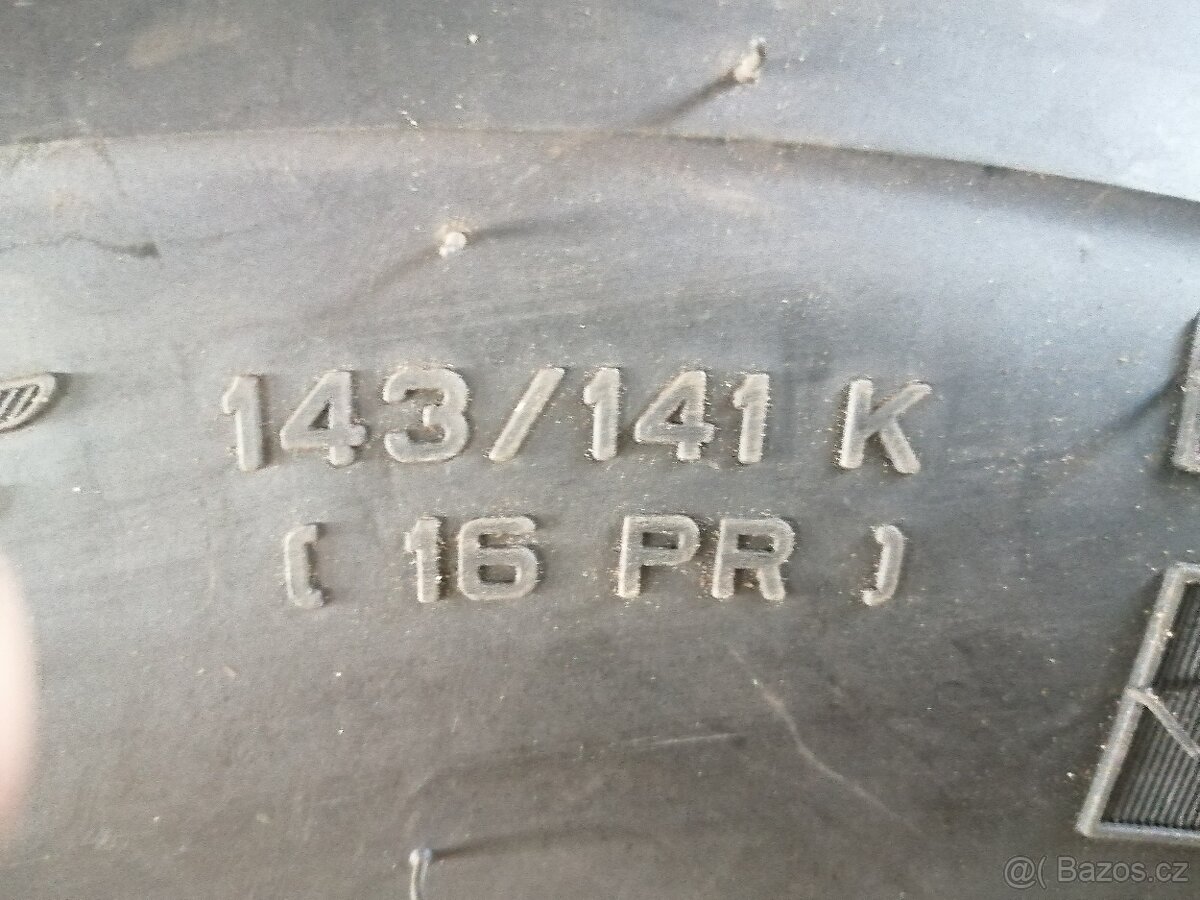 143/141 K
( 16 PR )
@( Bazos.cz